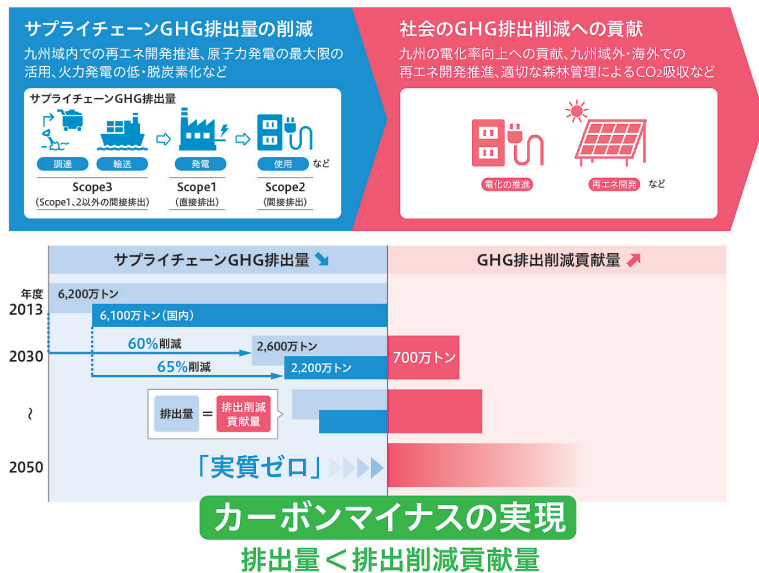 サプライチェーンGHG排出量の削減
九州域内での再エネ開発推進、原子力発電の最大限の
活用、火力発電の低・脱炭素化など
サプライチェーンGHG排出量
調達
輸送
発電
使用
など
Scope3
(Scope1、2以外の間接排出)
Scope1
(直接排出)
Scope2
(間接排出)
社会のGHG排出削減への貢献
九州の電化率向上への貢献、九州域外・海外での
再エネ開発推進、適切な森林管理によるCO₂吸収など
電化の推進
再エネ開発
など
サプライチェーンGHG排出量
GHG排出削減貢献量
年度
2013
6,200万トン
6,100万トン(国内)
60%削減
2030
2,600万トン
65%削減
2,200万トン
700万トン
〜
排出量
=
排出削減
貢献量
2050
「実質ゼロ」
カーボンマイナスの実現
排出量<排出削減貢献量